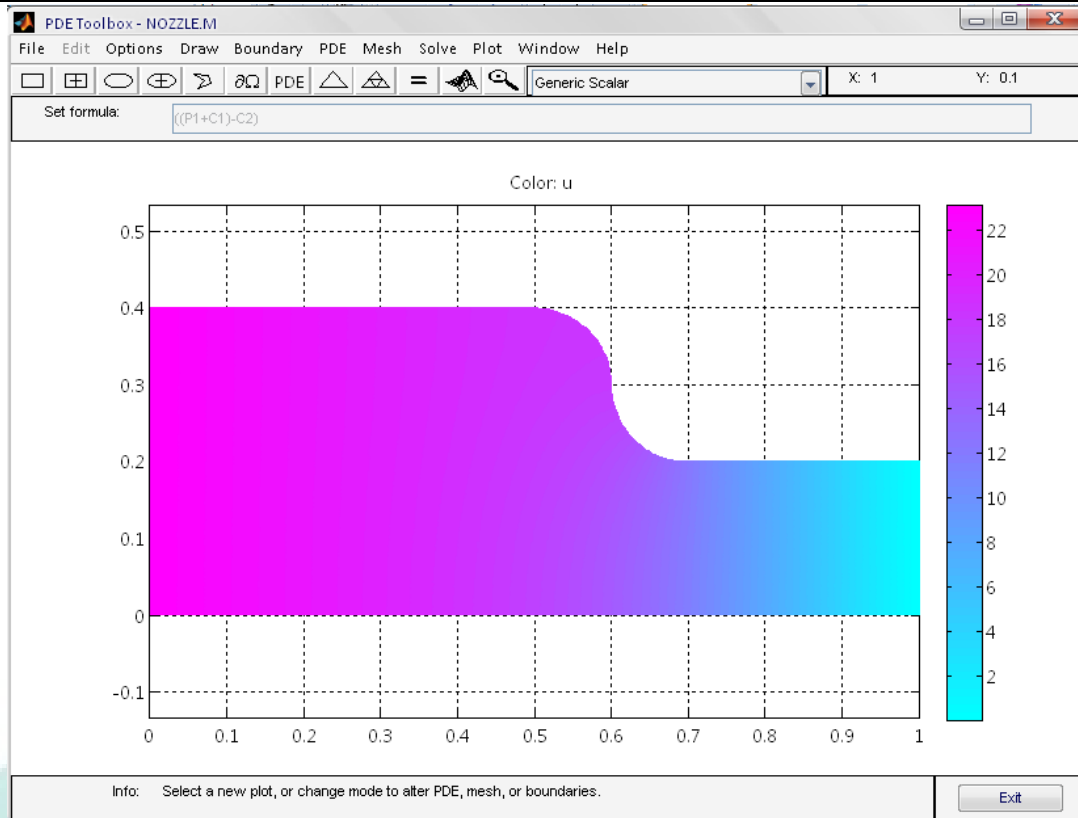 PDE Toolbox - NOZZLE.M
File Edit Options Draw Boundary PDE Mesh Solve Plot Window Help
∂Ω PDE = Generic Scalar X: 1 Y: 0.1
Set formula: ((P1+C1)-C2)
Color: u
0.5
0.4
0.3
0.2
0.1
0
-0.1
0 0.1 0.2 0.3 0.4 0.5 0.6 0.7 0.8 0.9 1
22
20
18
16
14
12
10
8
6
4
2
Info: Select a new plot, or change mode to alter PDE, mesh, or boundaries.
Exit